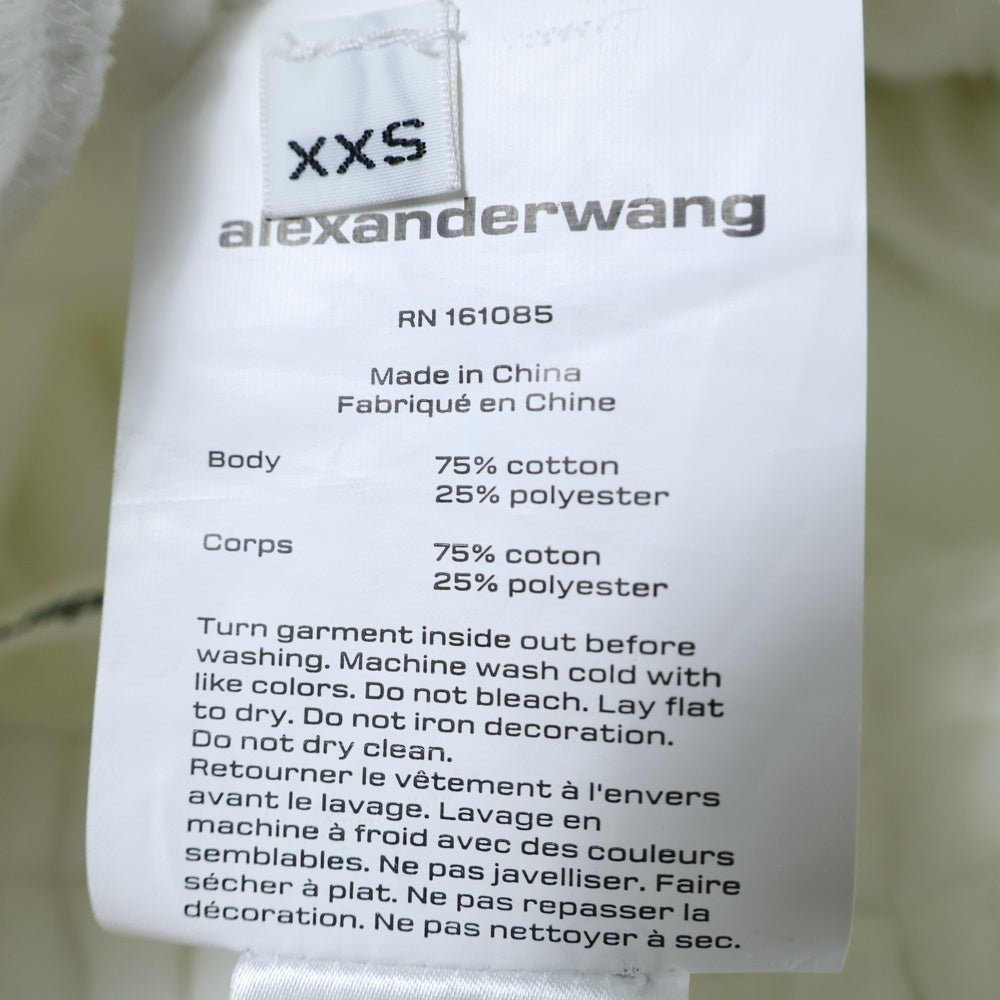 XXS
alexanderwang
RN 161085
Made in China
Fabriqué en Chine
Body 75% cotton
25% polyester
Corps 75% coton
25% polyester
Turn garment inside out before
washing. Machine wash cold with
like colors. Do not bleach. Lay flat
to dry. Do not iron decoration.
Do not dry clean.
Retourner le vêtement à l'envers
avant le lavage. Lavage en
machine à froid avec des couleurs
semblables. Ne pas javelliser. Faire
sécher à plat. Ne pas repasser la
décoration. Ne pas nettoyer à sec.